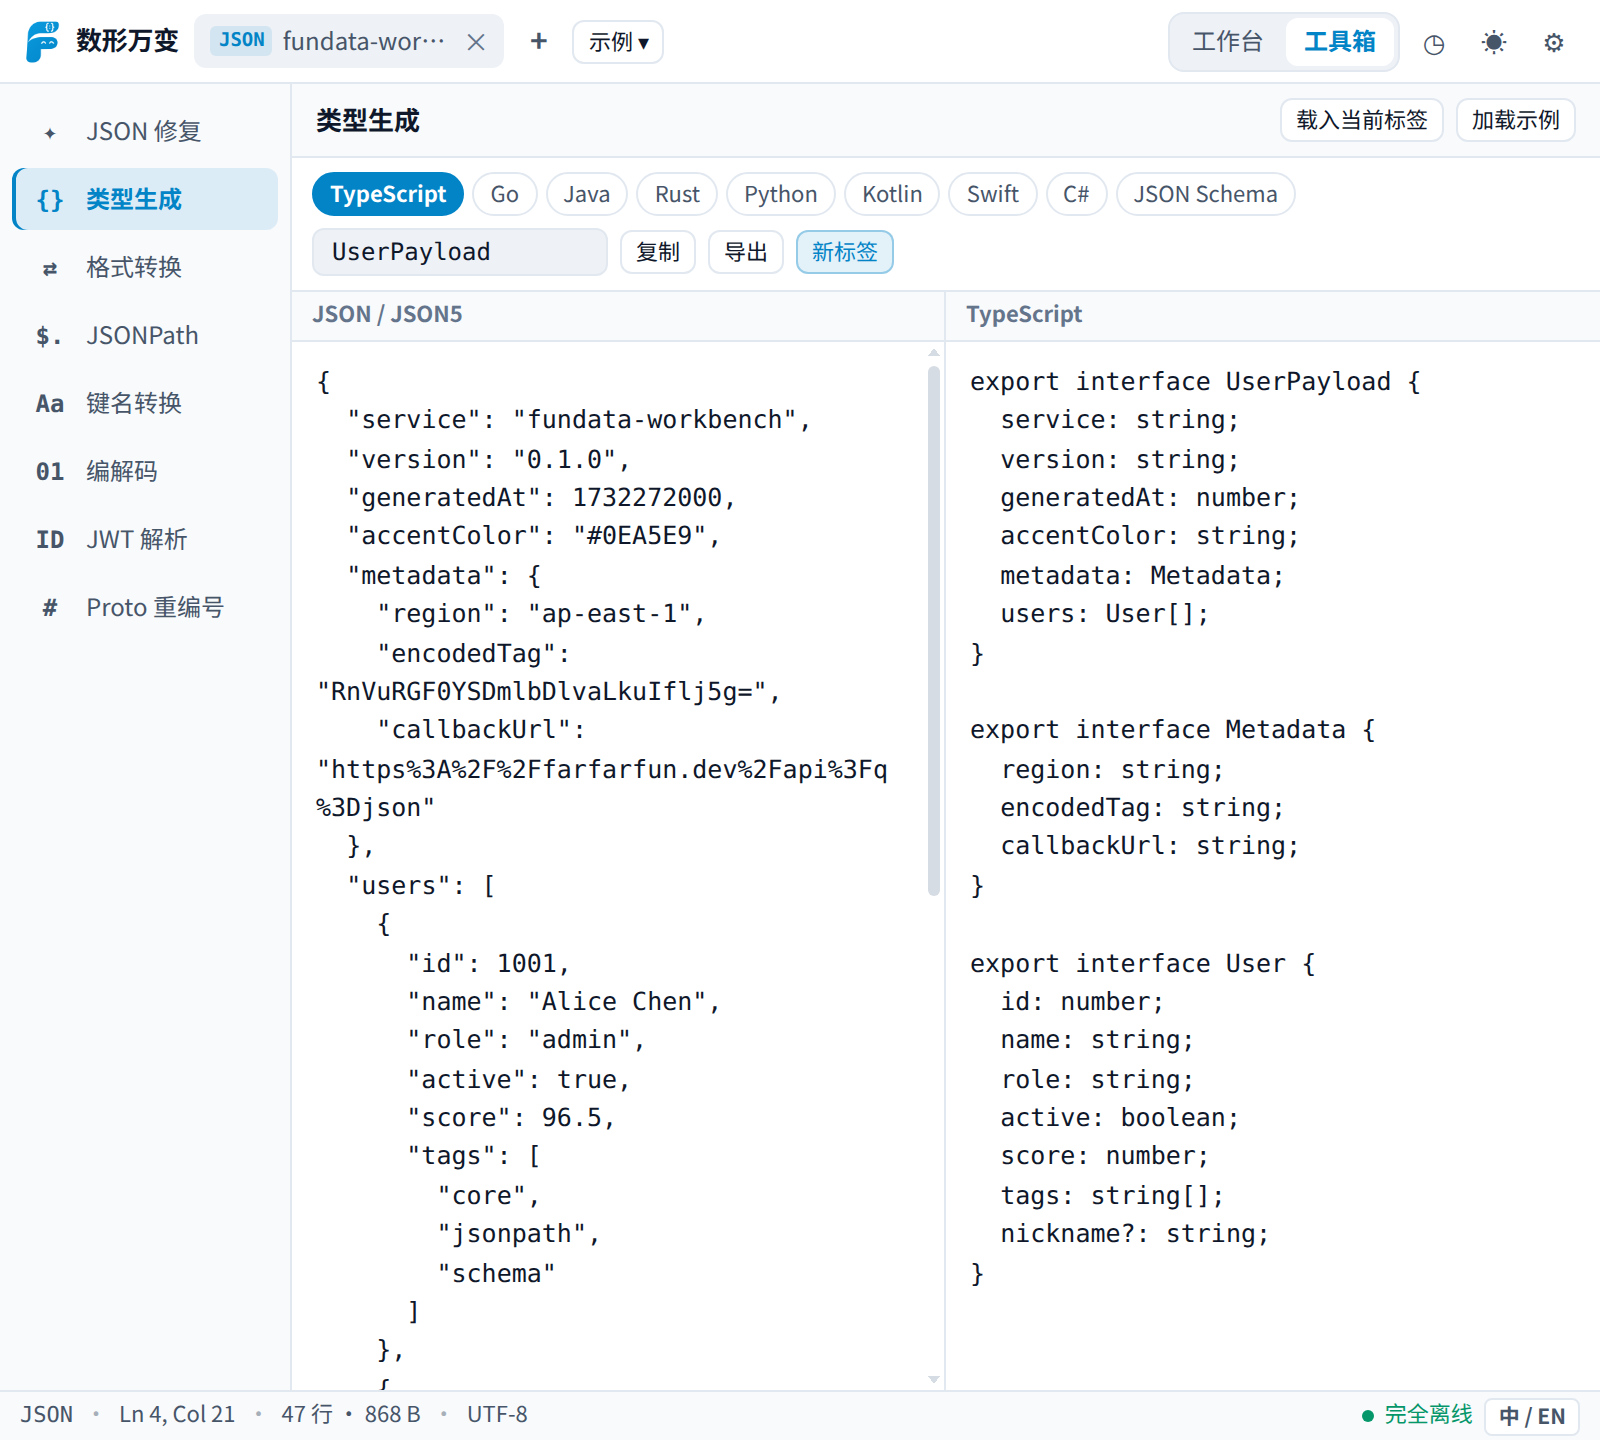 数形万变
JSON fundata-wor···
示例 ▾
工作台
工具箱
JSON 修复
{} 类型生成
格式转换
$. JSONPath
Aa 键名转换
01 编解码
ID JWT 解析
# Proto 重编号
类型生成
载入当前标签
加载示例
TypeScript Go Java Rust Python Kotlin Swift C# JSON Schema
UserPayload 复制 导出 新标签
JSON / JSON5
{
  "service": "fundata-workbench",
  "version": "0.1.0",
  "generatedAt": 1732272000,
  "accentColor": "#0EA5E9",
  "metadata": {
    "region": "ap-east-1",
    "encodedTag":
"RnVuRGF0YSDmlbDlvaLkuIflj5g=",
    "callbackUrl":
"https%3A%2F%2Ffarfarfun.dev%2Fapi%3Fq
%3Djson"
  },
  "users": [
    {
      "id": 1001,
      "name": "Alice Chen",
      "role": "admin",
      "active": true,
      "score": 96.5,
      "tags": [
        "core",
        "jsonpath",
        "schema"
      ]
    },
    {
TypeScript
export interface UserPayload {
  service: string;
  version: string;
  generatedAt: number;
  accentColor: string;
  metadata: Metadata;
  users: User[];
}
export interface Metadata {
  region: string;
  encodedTag: string;
  callbackUrl: string;
}
export interface User {
  id: number;
  name: string;
  role: string;
  active: boolean;
  score: number;
  tags: string[];
  nickname?: string;
}
JSON • Ln 4, Col 21 • 47 行 • 868 B • UTF-8
完全离线
中 / EN